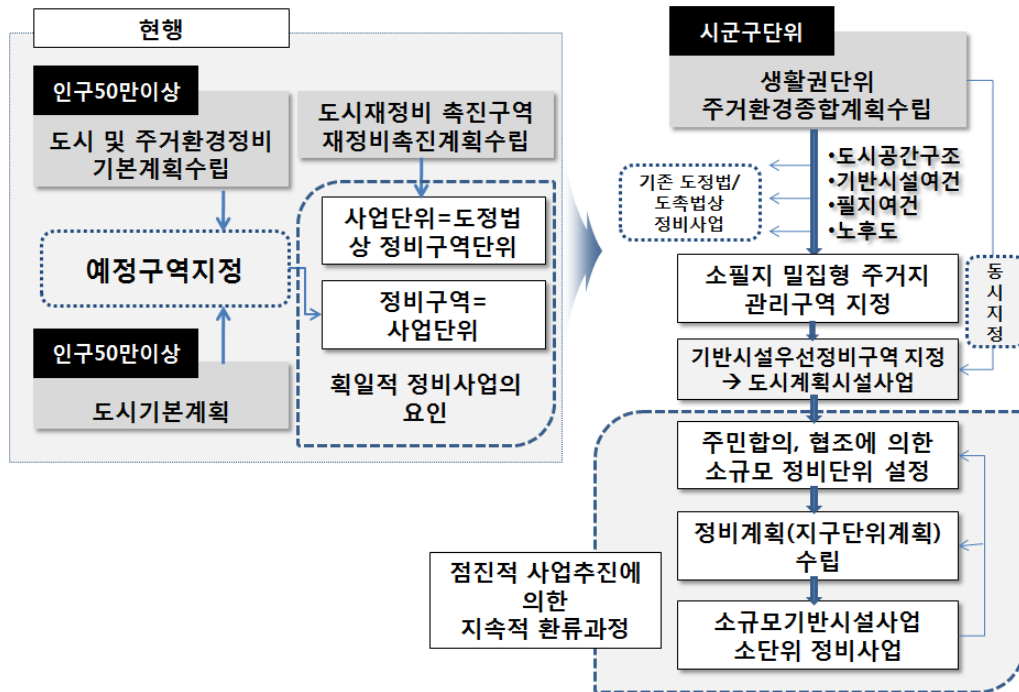 현행
인구50만이상
도시 및 주거환경정비
기본계획수립
도시재정비 촉진구역
재정비촉진계획수립
사업단위=도정법
상 정비구역단위
예정구역지정
정비구역=
사업단위
인구50만이상
도시기본계획
획일적 정비사업의
요인
시군구단위
생활권단위
주거환경종합계획수립
•도시공간구조
•기반시설여건
•필지여건
•노후도
기존 도정법/
도촉법상
정비사업
소필지 밀집형 주거지
관리구역 지정
동시지정
기반시설우선정비구역 지정
→ 도시계획시설사업
주민합의, 협조에 의한
소규모 정비단위 설정
정비계획(지구단위계획)
수립
점진적 사업추진에
의한
지속적 환류과정
소규모기반시설사업
소단위 정비사업